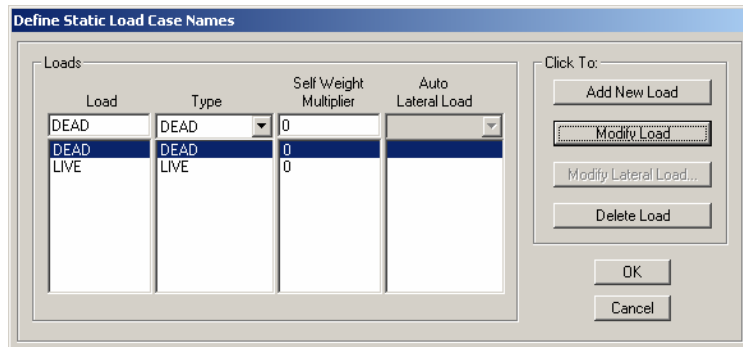 Define Static Load Case Names
Loads
Click To:
Load
Type
Self Weight
Multiplier
Auto
Lateral Load
DEAD
DEAD
0
DEAD
DEAD
0
LIVE
LIVE
0
Add New Load
Modify Load
Modify Lateral Load...
Delete Load
OK
Cancel